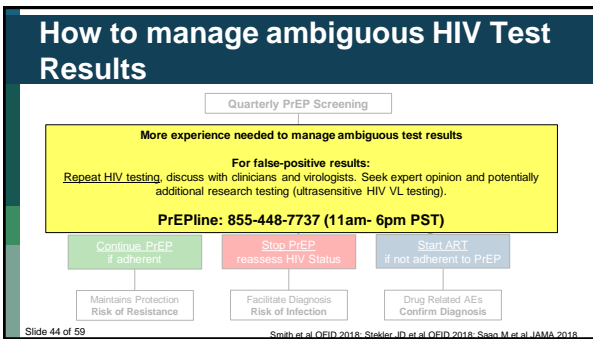 How to manage ambiguous HIV Test
Results
Quarterly PrEP Screening
More experience needed to manage ambiguous test results
For false-positive results:
Repeat HIV testing, discuss with clinicians and virologists. Seek expert opinion and potentially
additional research testing (ultrasensitive HIV VL testing).
PrEPline: 855-448-7737 (11am- 6pm PST)
Continue PrEP
if adherent
Stop PrEP
reassess HIV Status
Start ART
if not adherent to PrEP
Maintains Protection
Risk of Resistance
Facilitate Diagnosis
Risk of Infection
Drug Related AEs
Confirm Diagnosis
Slide 44 of 59
Smith et al OFID 2018; Stekler JD et al OFID 2018; Saag M et al JAMA 2018